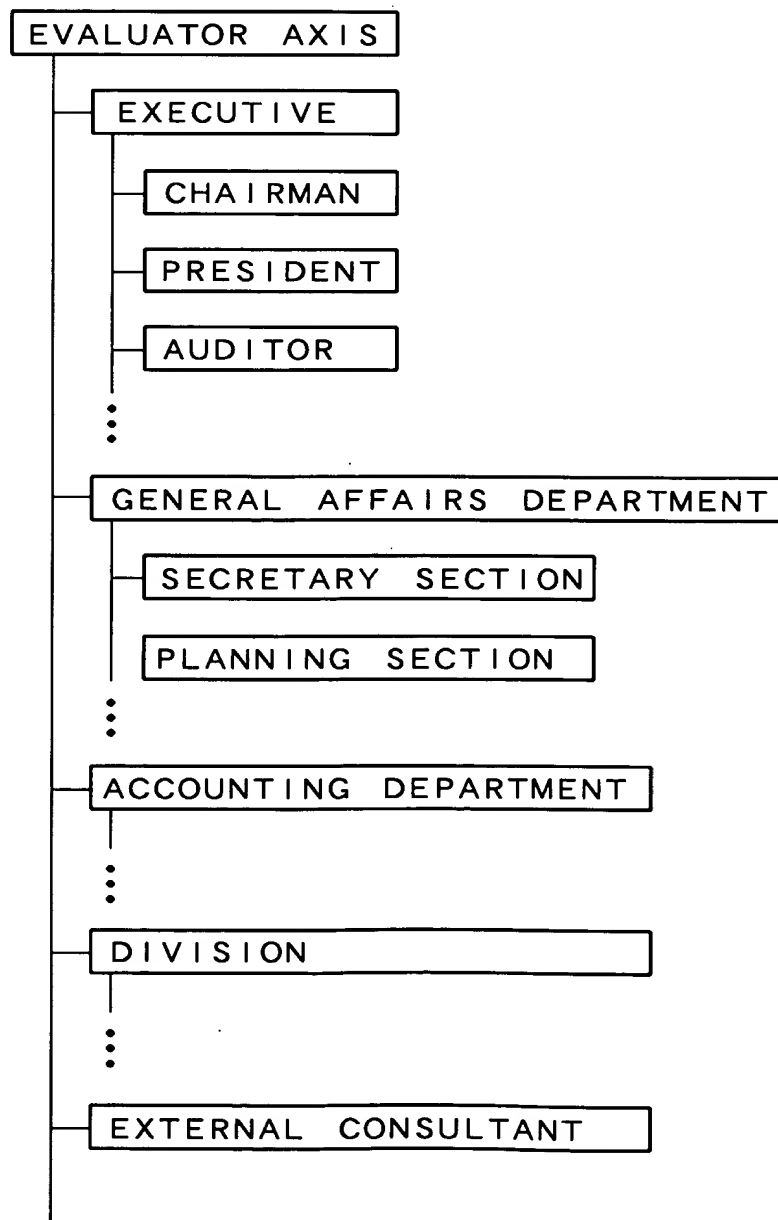 EVALUATOR AXIS
EXECUTIVE
CHAIRMAN
PRESIDENT
AUDITOR
GENERAL AFFAIRS DEPARTMENT
SECRETARY SECTION
PLANNING SECTION
ACCOUNTING DEPARTMENT
DIVISION
EXTERNAL CONSULTANT